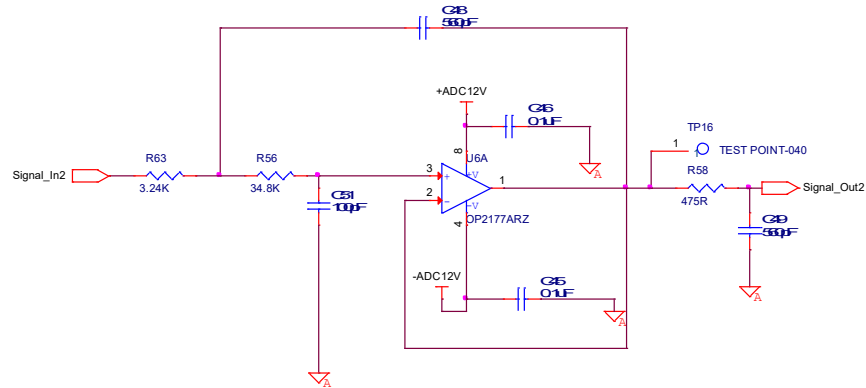 C48
560pF
+ADC12V
C46
0.1UF
TP16
1
TEST POINT-040
R63
R56
8
U6A
Signal_In2
3.24K
34.8K
3
+
+V
1
R58
Signal_Out2
2
-
-V
475R
C51
100pF
4
OP2177ARZ
C49
560pF
-ADC12V
C45
0.1UF
A
A
A
A